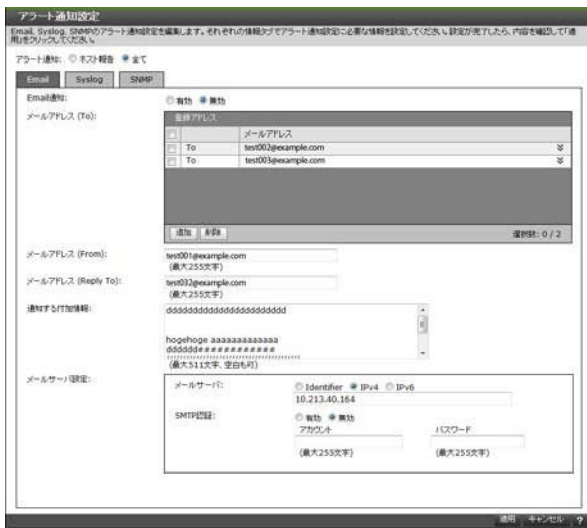 アラート通知設定
Email, Syslog, SNMPのアラート通知設定を編集します。それぞれの情報タブでアラート通知設定に必要な情報を設定してください。設定が完了したら、内容を確認して「適
用」をクリックしてください。
アラート通知: ホスト報告 全て
Email Syslog SNMP
Email通知: 有効 無効
メールアドレス (To):
登録アドレス
メールアドレス
To test002@example.com
To test003@example.com
追加 削除 選択数: 0 / 2
メールアドレス (From): test001@example.com
(最大255文字)
メールアドレス (Reply To): test032@example.com
(最大255文字)
通知する付加情報:
hogehoge aaaaaaaaaaaaa
(最大511文字, 空白も可)
メールサーバ設定:
メールサーバ: Identifier IPv4 IPv6
10.213.40.164
SMTP認証: 有効 無効
アカウント パスワード
(最大255文字) (最大255文字)
適用 キャンセル ?